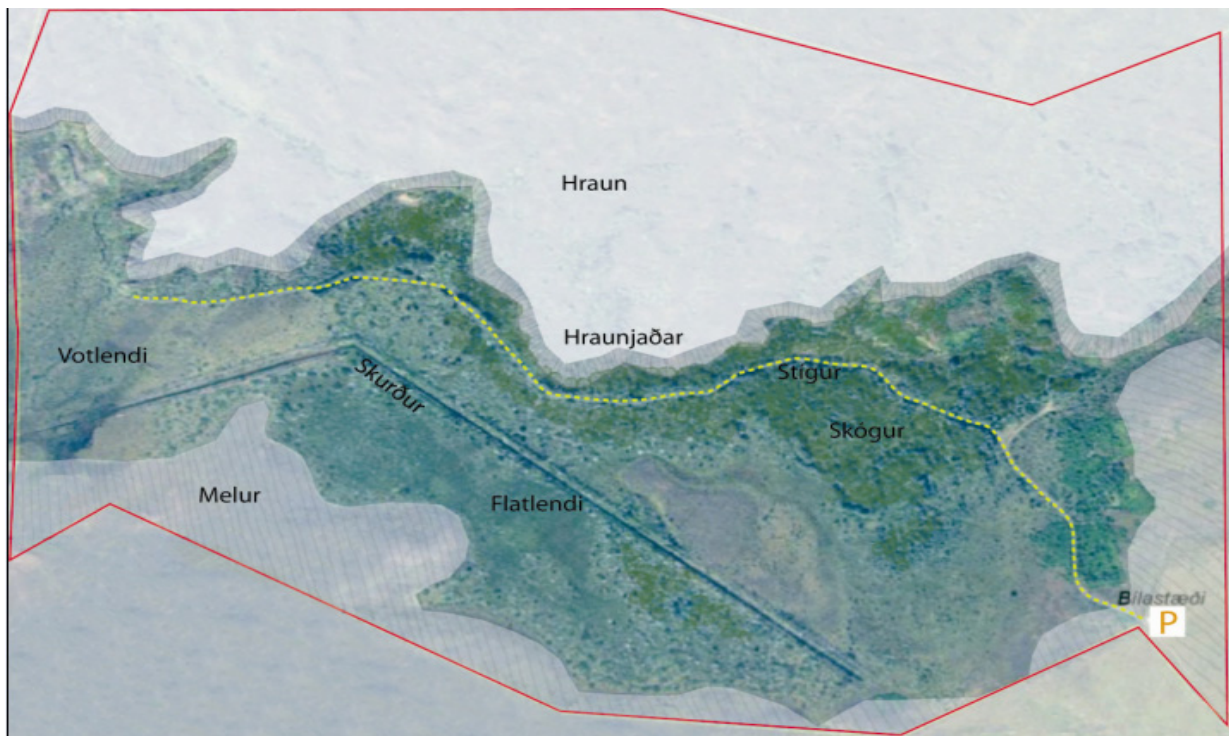 Hraun
Hraunjaðar
Votlendi
Skurður
Stígur
Skógur
Melur
Flatlendi
Bílastæði
P